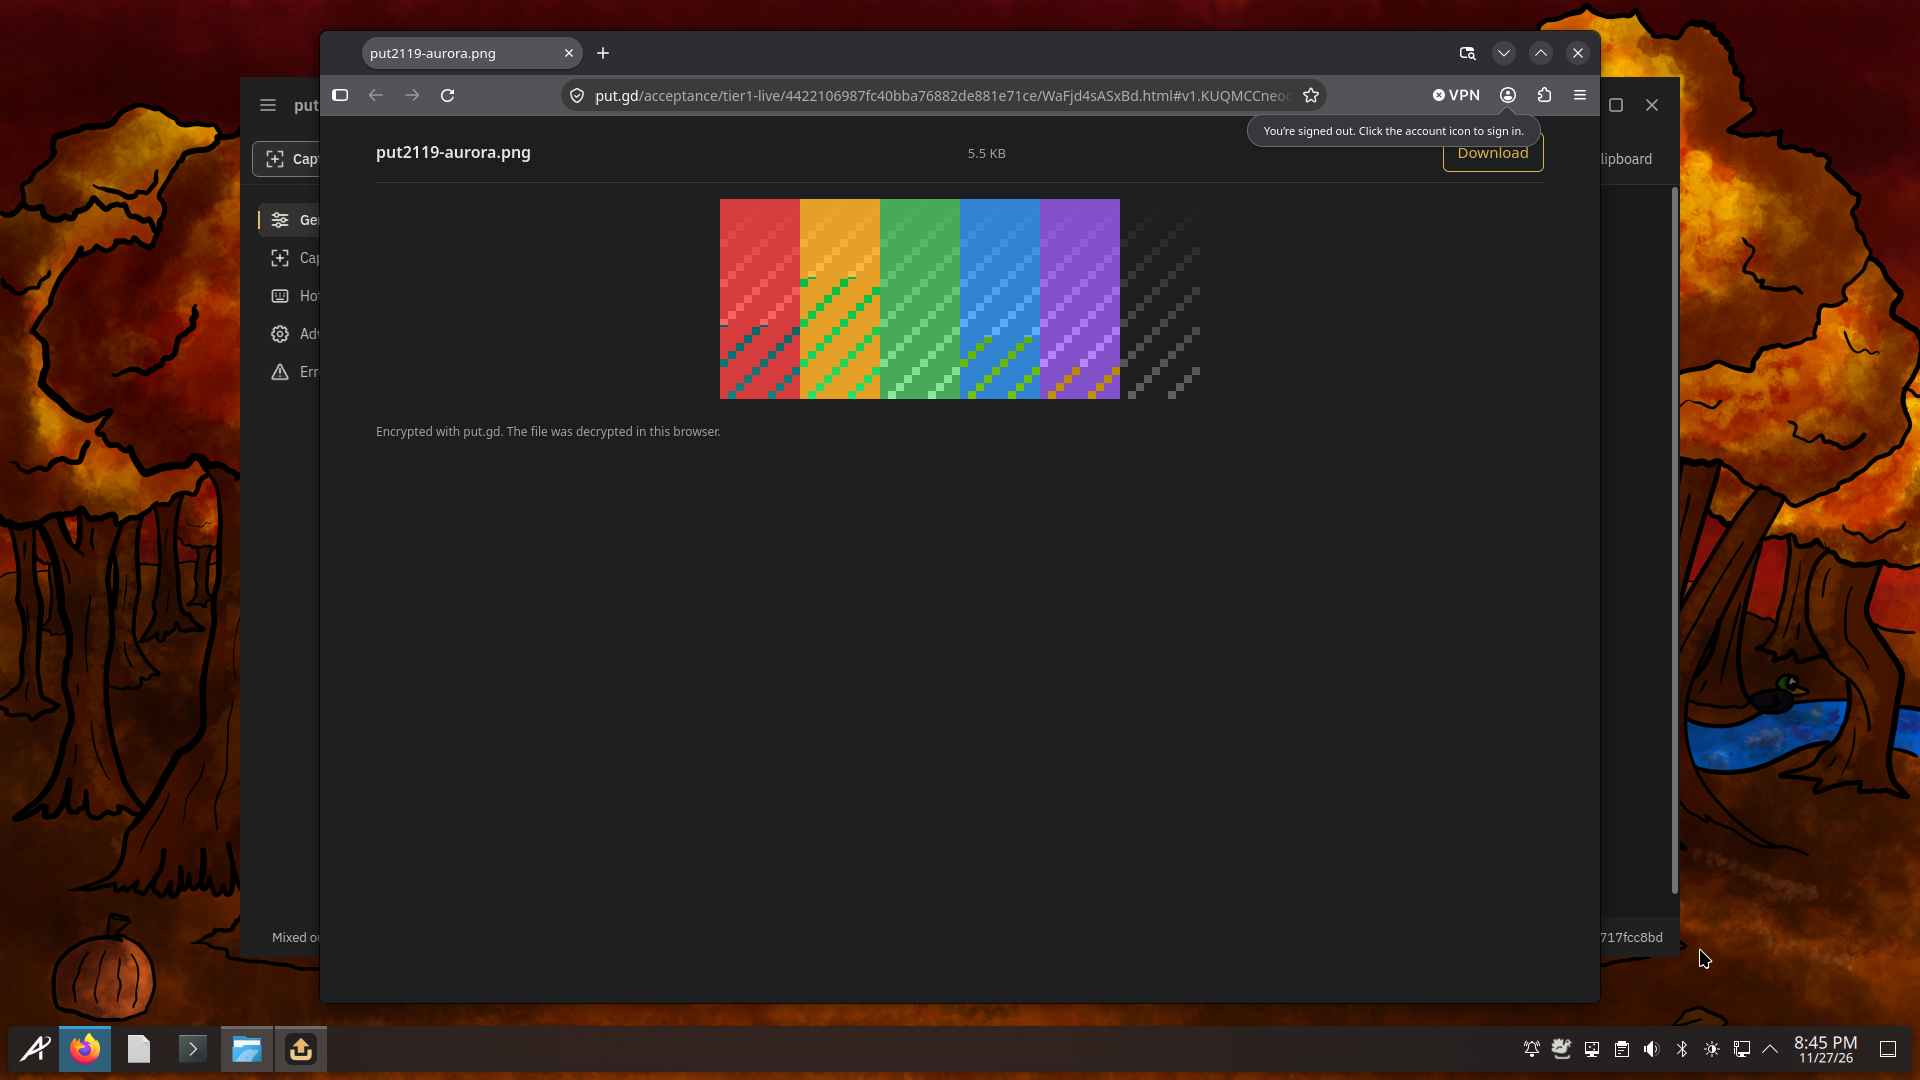 put2119-aurora.png
put.gd/acceptance/tier1-live/4422106987fc40bba76882de881e71ce/WaFjd4sASxBd.html#v1.KUQMCCneo
VPN
You're signed out. Click the account icon to sign in.
put2119-aurora.png
5.5 KB
Download
Encrypted with put.gd. The file was decrypted in this browser.
put
Cap
lipboard
Ge
Cap
Ho
Adv
Err
Mixed o
717fcc8bd
8:45 PM
11/27/26